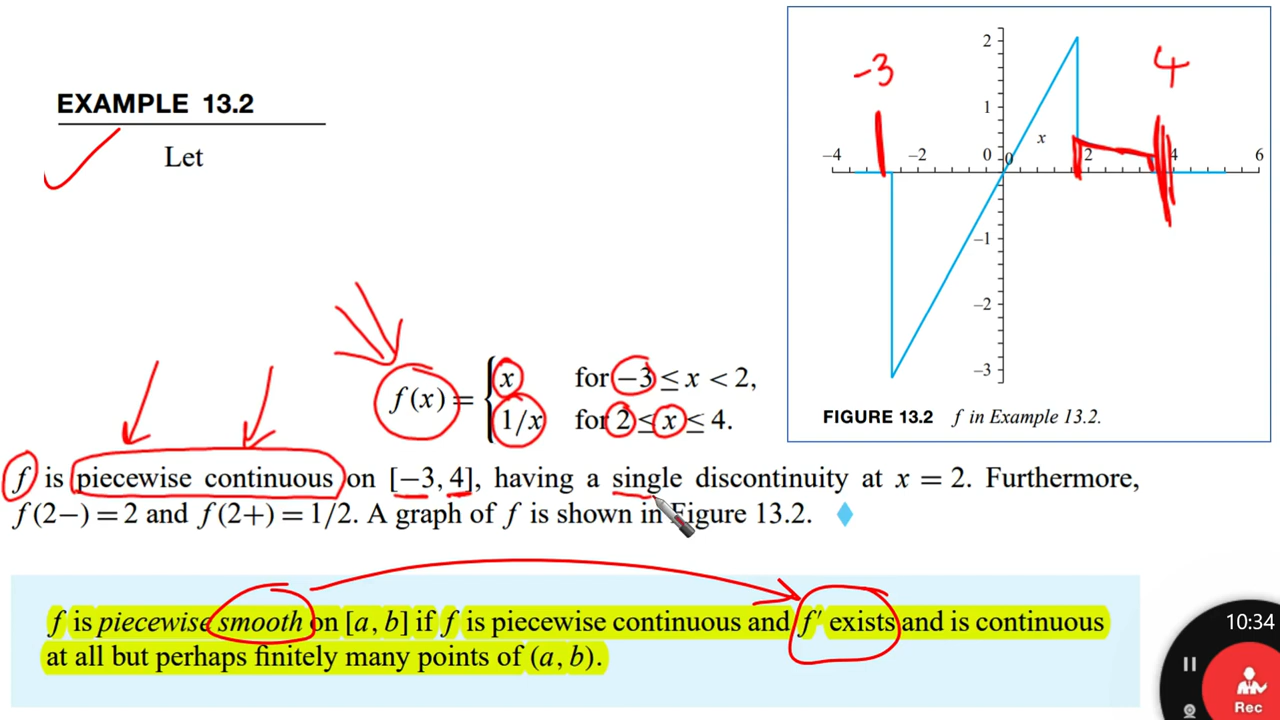 EXAMPLE 13.2
Let
f(x) = { x for −3 ≤ x < 2,
1/x for 2 ≤ x ≤ 4.
−3
4
2
1
x
−4 −2 0 0 2 4 6
−1
−2
−3
FIGURE 13.2 f in Example 13.2.
f is piecewise continuous on [−3, 4], having a single discontinuity at x = 2. Furthermore,
f(2−) = 2 and f(2+) = 1/2. A graph of f is shown in Figure 13.2.
f is piecewise smooth on [a, b] if f is piecewise continuous and f′ exists and is continuous
at all but perhaps finitely many points of (a, b).
10:34
Rec